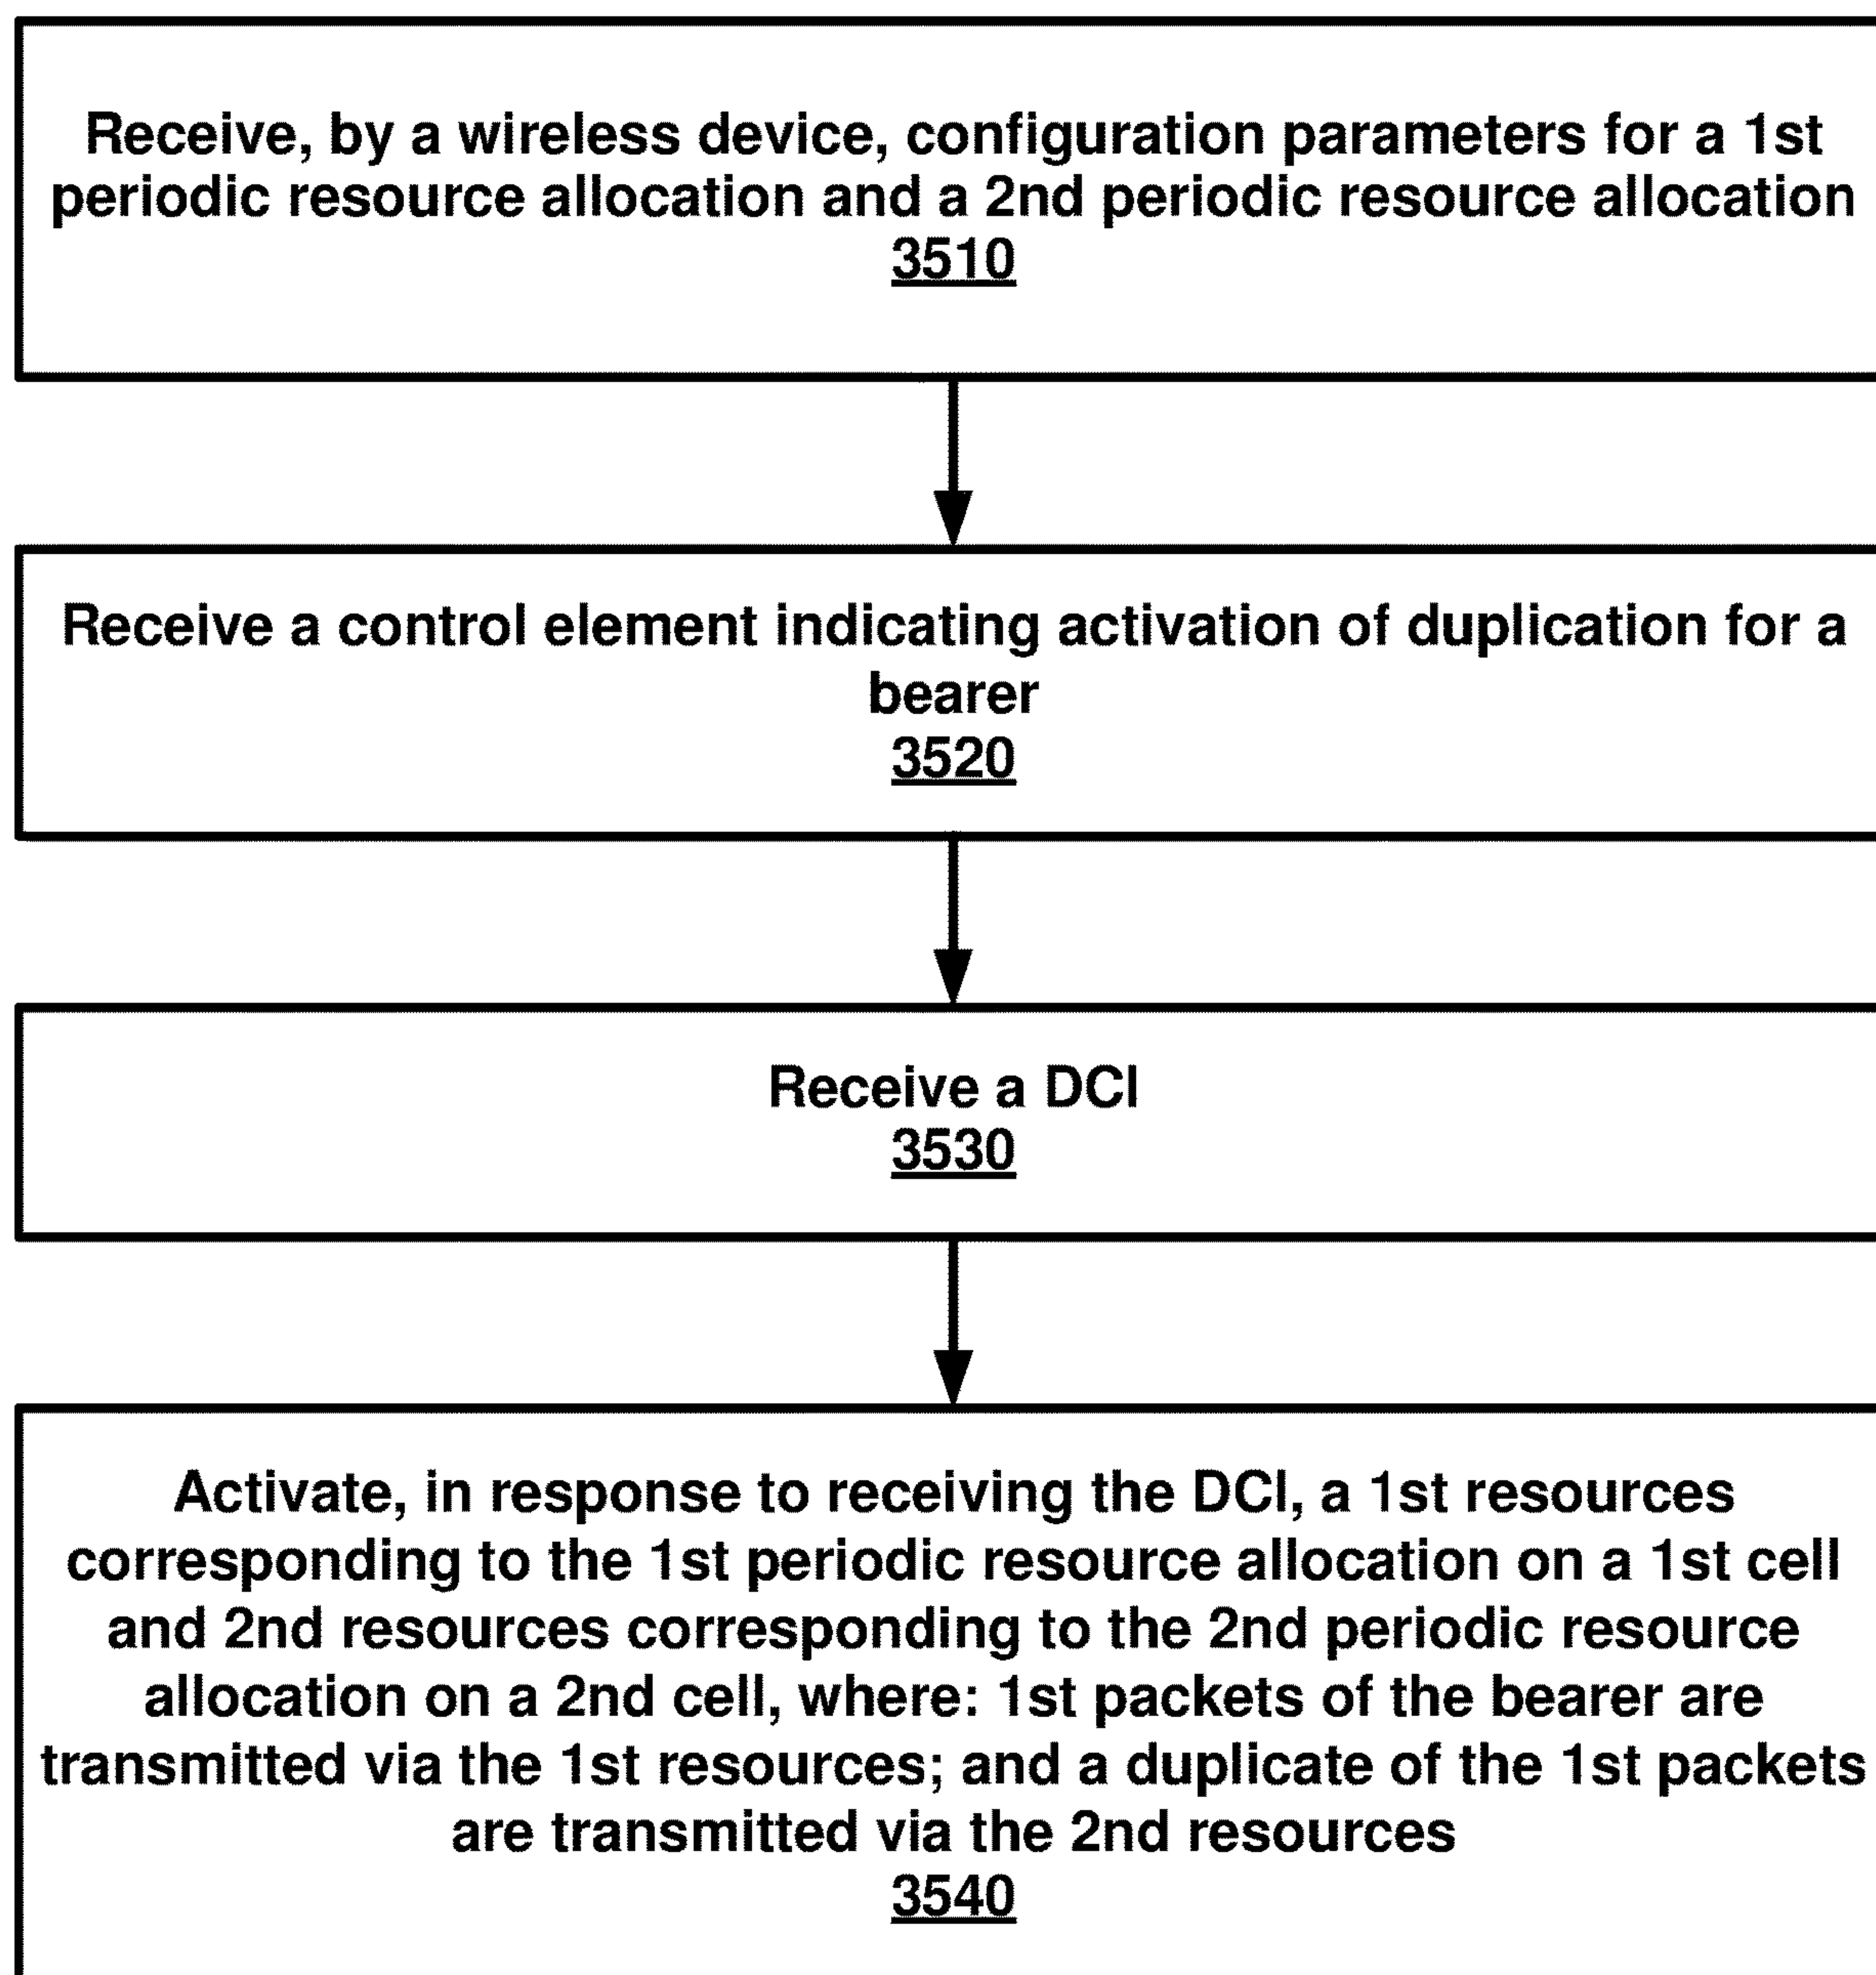 Receive, by a wireless device, configuration parameters for a 1st
periodic resource allocation and a 2nd periodic resource allocation
3510
Receive a control element indicating activation of duplication for a
bearer
3520
Receive a DCI
3530
Activate, in response to receiving the DCI, a 1st resources
corresponding to the 1st periodic resource allocation on a 1st cell
and 2nd resources corresponding to the 2nd periodic resource
allocation on a 2nd cell, where: 1st packets of the bearer are
transmitted via the 1st resources; and a duplicate of the 1st packets
are transmitted via the 2nd resources
3540